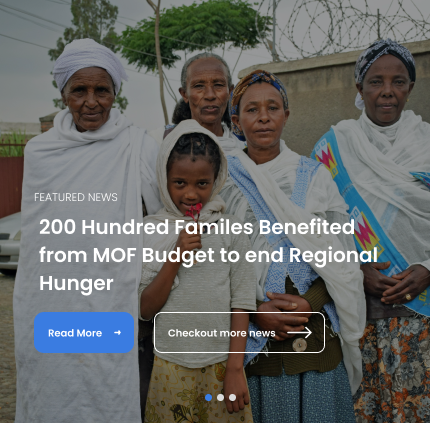 FEATURED NEWS
200 Hundred Familes Benefited
from MOF Budget to end Regional
Hunger
Read More
Checkout more news